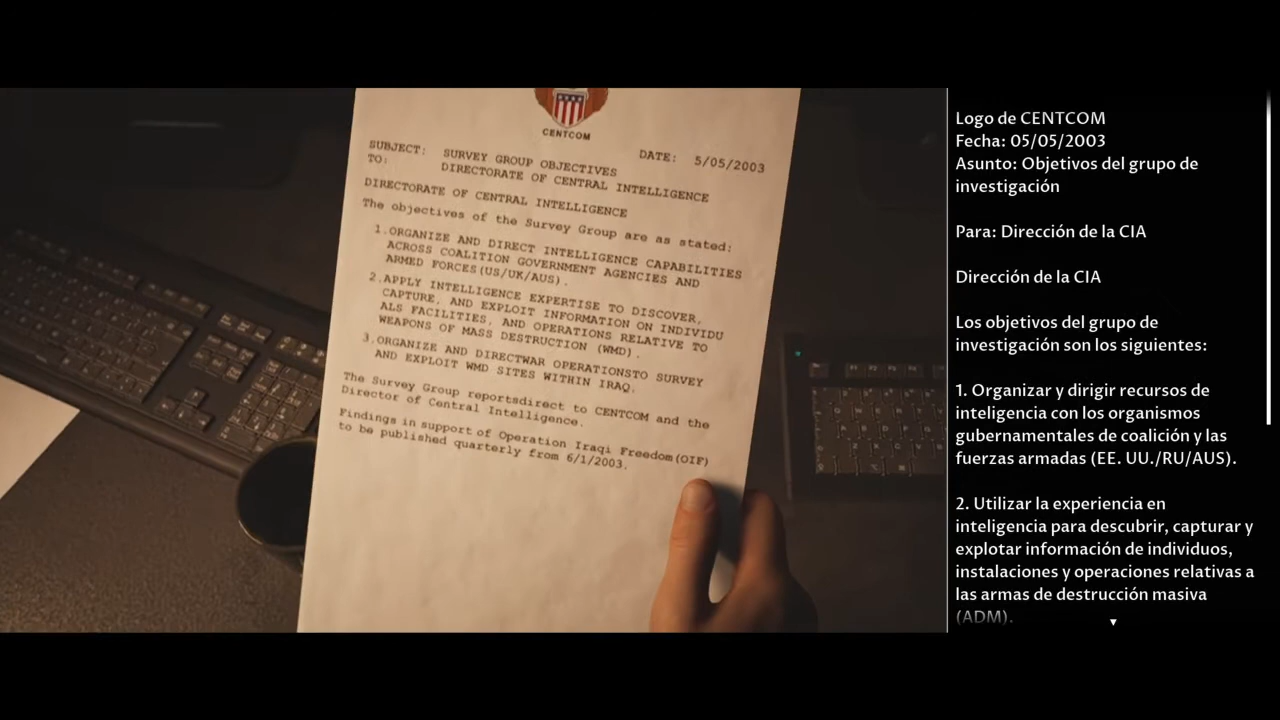 CENTCOM
SUBJECT: SURVEY GROUP OBJECTIVES
DATE: 5/05/2003
TO: DIRECTORATE OF CENTRAL INTELLIGENCE
DIRECTORATE OF CENTRAL INTELLIGENCE
The objectives of the Survey Group are as stated:
1.ORGANIZE AND DIRECT INTELLIGENCE CAPABILITIES
ACROSS COALITION GOVERNMENT AGENCIES AND
ARMED FORCES(US/UK/AUS).
2.APPLY INTELLIGENCE EXPERTISE TO DISCOVER,
CAPTURE, AND EXPLOIT INFORMATION ON INDIVIDU
ALS FACILITIES, AND OPERATIONS RELATIVE TO
WEAPONS OF MASS DESTRUCTION (WMD).
3.ORGANIZE AND DIRECTWAR OPERATIONSTO SURVEY
AND EXPLOIT WMD SITES WITHIN IRAQ.
The Survey Group reportsdirect to CENTCOM and the
Director of Central Intelligence.
Findings in support of Operation Iraqi Freedom(OIF)
to be published quarterly from 6/1/2003.
Logo de CENTCOM
Fecha: 05/05/2003
Asunto: Objetivos del grupo de
investigación
Para: Dirección de la CIA
Dirección de la CIA
Los objetivos del grupo de
investigación son los siguientes:
1. Organizar y dirigir recursos de
inteligencia con los organismos
gubernamentales de coalición y las
fuerzas armadas (EE. UU./RU/AUS).
2. Utilizar la experiencia en
inteligencia para descubrir, capturar y
explotar información de individuos,
instalaciones y operaciones relativas a
las armas de destrucción masiva
(ADM).